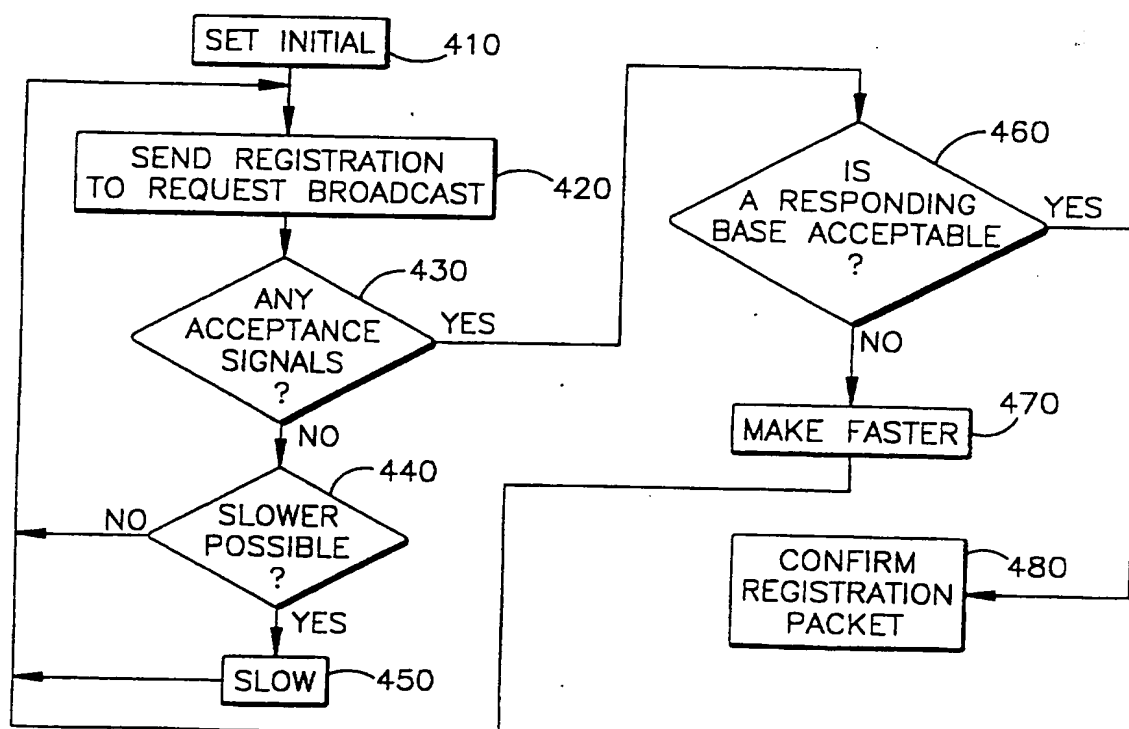 SET INITIAL
410
SEND REGISTRATION
TO REQUEST BROADCAST
420
430
ANY
ACCEPTANCE
SIGNALS
?
YES
NO
440
SLOWER
POSSIBLE
?
NO
YES
SLOW
450
460
IS
A RESPONDING
BASE ACCEPTABLE
?
YES
NO
470
MAKE FASTER
480
CONFIRM
REGISTRATION
PACKET